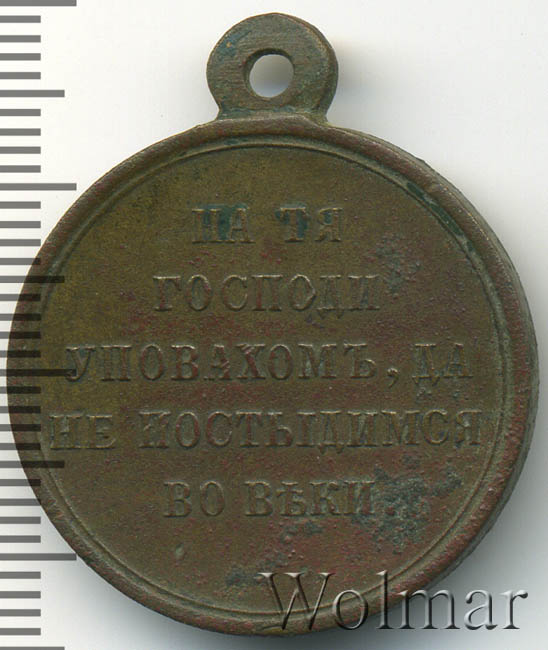 НА ТЯ
ГОСПОДИ
УПОВАХОМЪ, ДА
НЕ ПОСТЫДИМСЯ
ВО ВѢКИ.
Wolmar